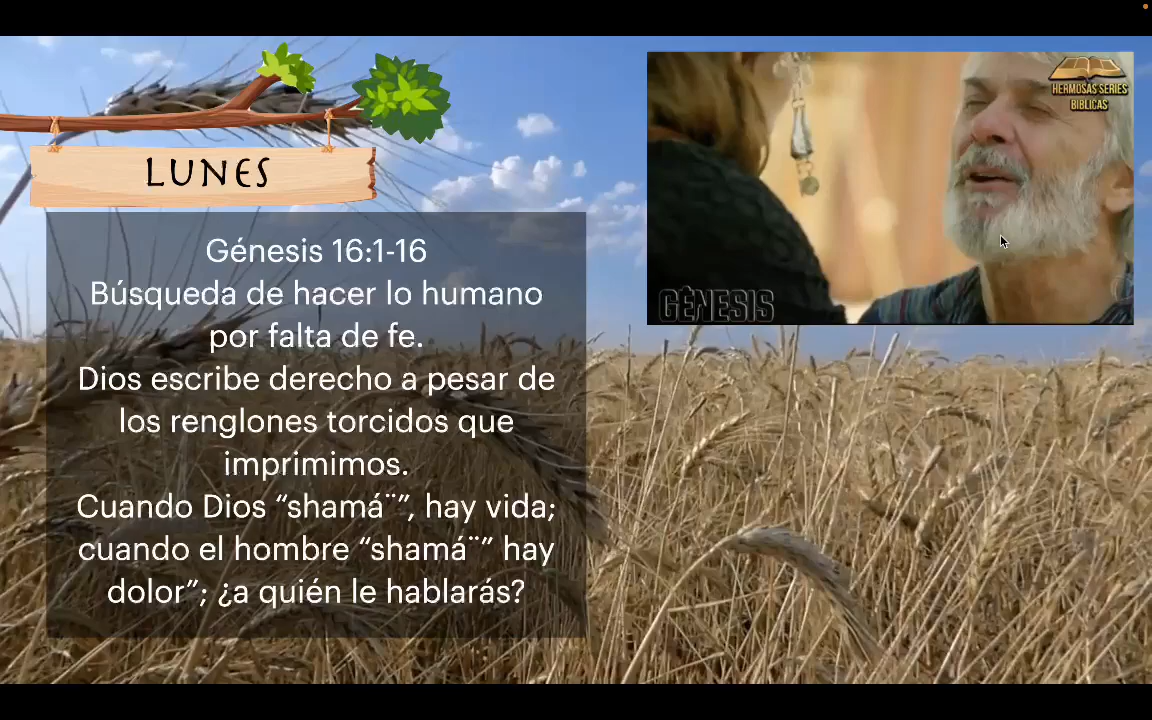 LUNES
Génesis 16:1-16
Búsqueda de hacer lo humano
por falta de fe.
Dios escribe derecho a pesar de
los renglones torcidos que
imprimimos.
Cuando Dios “shamá¨”, hay vida;
cuando el hombre “shamá¨” hay
dolor”; ¿a quién le hablarás?
HERMOSAS SERIES
BIBLICAS
GÉNESIS